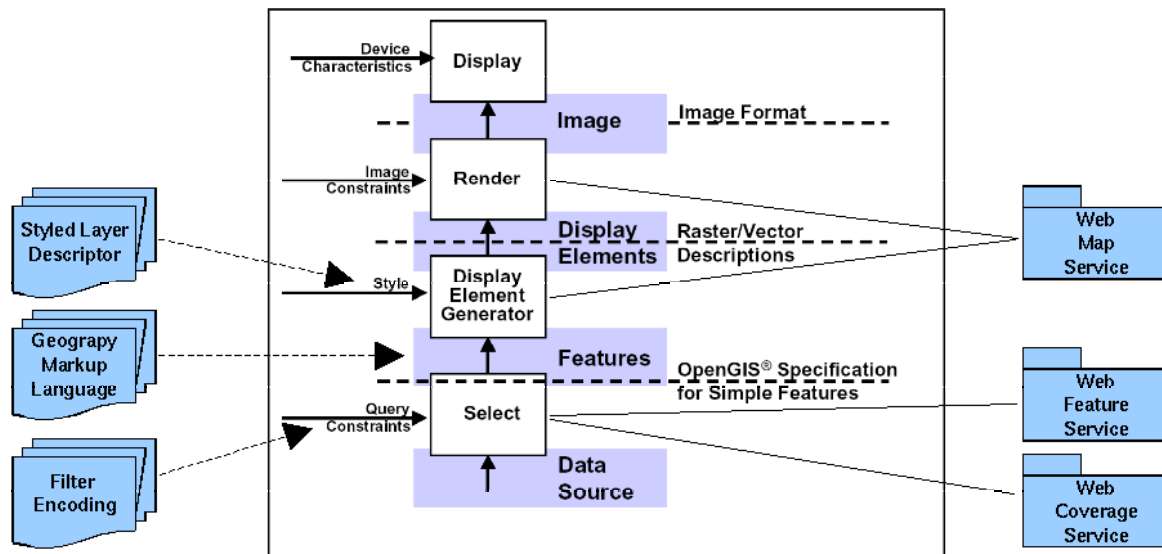 Device
Characteristics
Display
Image
Image Format
Image
Constraints
Render
Styled Layer
Descriptor
Display
Elements
Raster/Vector
Descriptions
Web
Map
Service
Style
Display
Element
Generator
Geograpy
Markup
Language
Features
OpenGIS® Specification
for Simple Features
Query
Constraints
Select
Web
Feature
Service
Filter
Encoding
Data
Source
Web
Coverage
Service